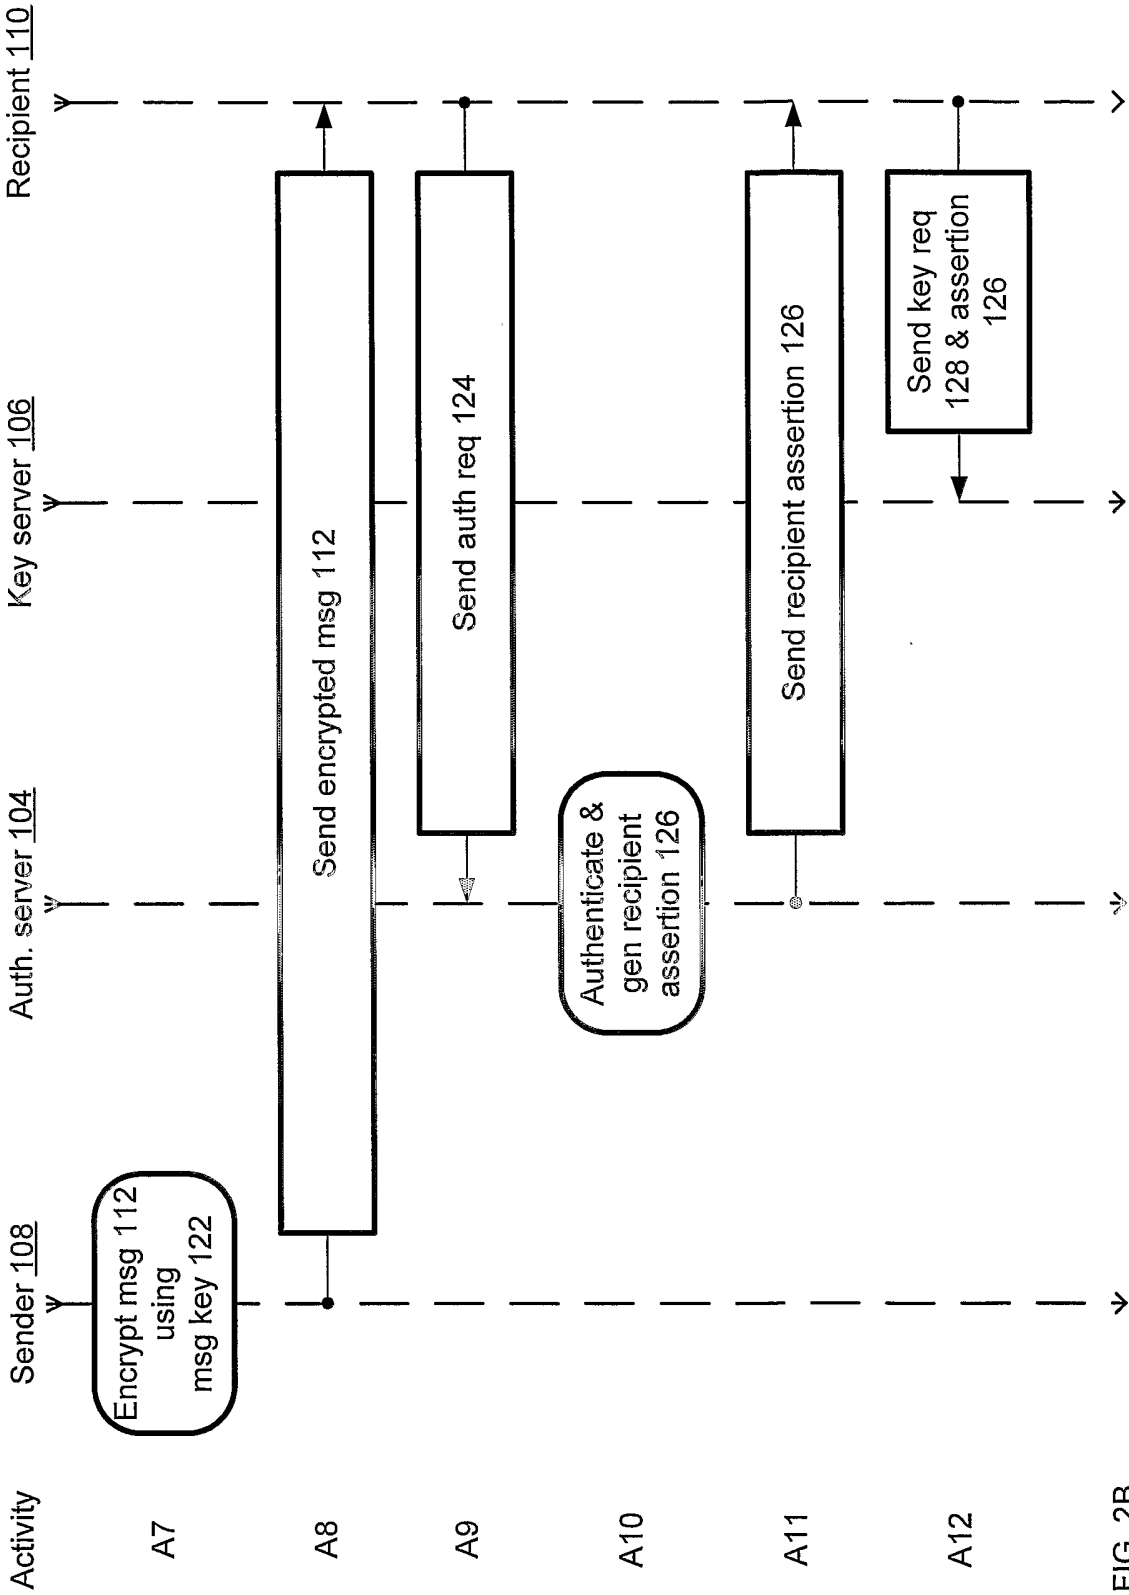 Activity
Sender 108
Auth. server 104
Key server 106
Recipient 110
A7
Encrypt msg 112
using
msg key 122
A8
Send encrypted msg 112
A9
Send auth req 124
A10
Authenticate &
gen recipient
assertion 126
A11
Send recipient assertion 126
A12
Send key req
128 & assertion
126
FIG. 2B